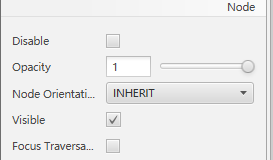 Node
Disable
Opacity 1
Node Orientati... INHERIT
Visible
Focus Traversa...